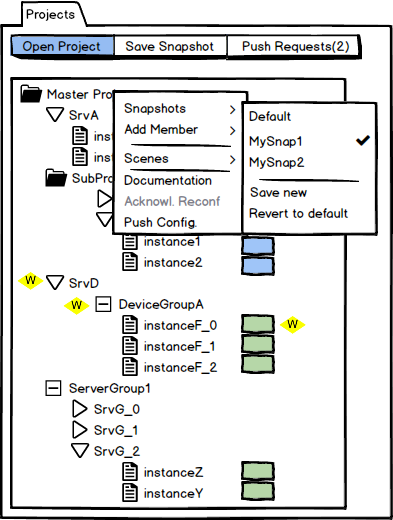 Projects
Open Project
Save Snapshot
Push Requests(2)
Master Pro
SrvA
inst
inst
SubPro
Snapshots
Add Member
Scenes
Documentation
Acknowl. Reconf
Push Config.
Default
MySnap1
MySnap2
Save new
Revert to default
instance1
instance2
W SrvD
W DeviceGroupA
instanceF_0 W
instanceF_1
instanceF_2
ServerGroup1
SrvG_0
SrvG_1
SrvG_2
instanceZ
instanceY